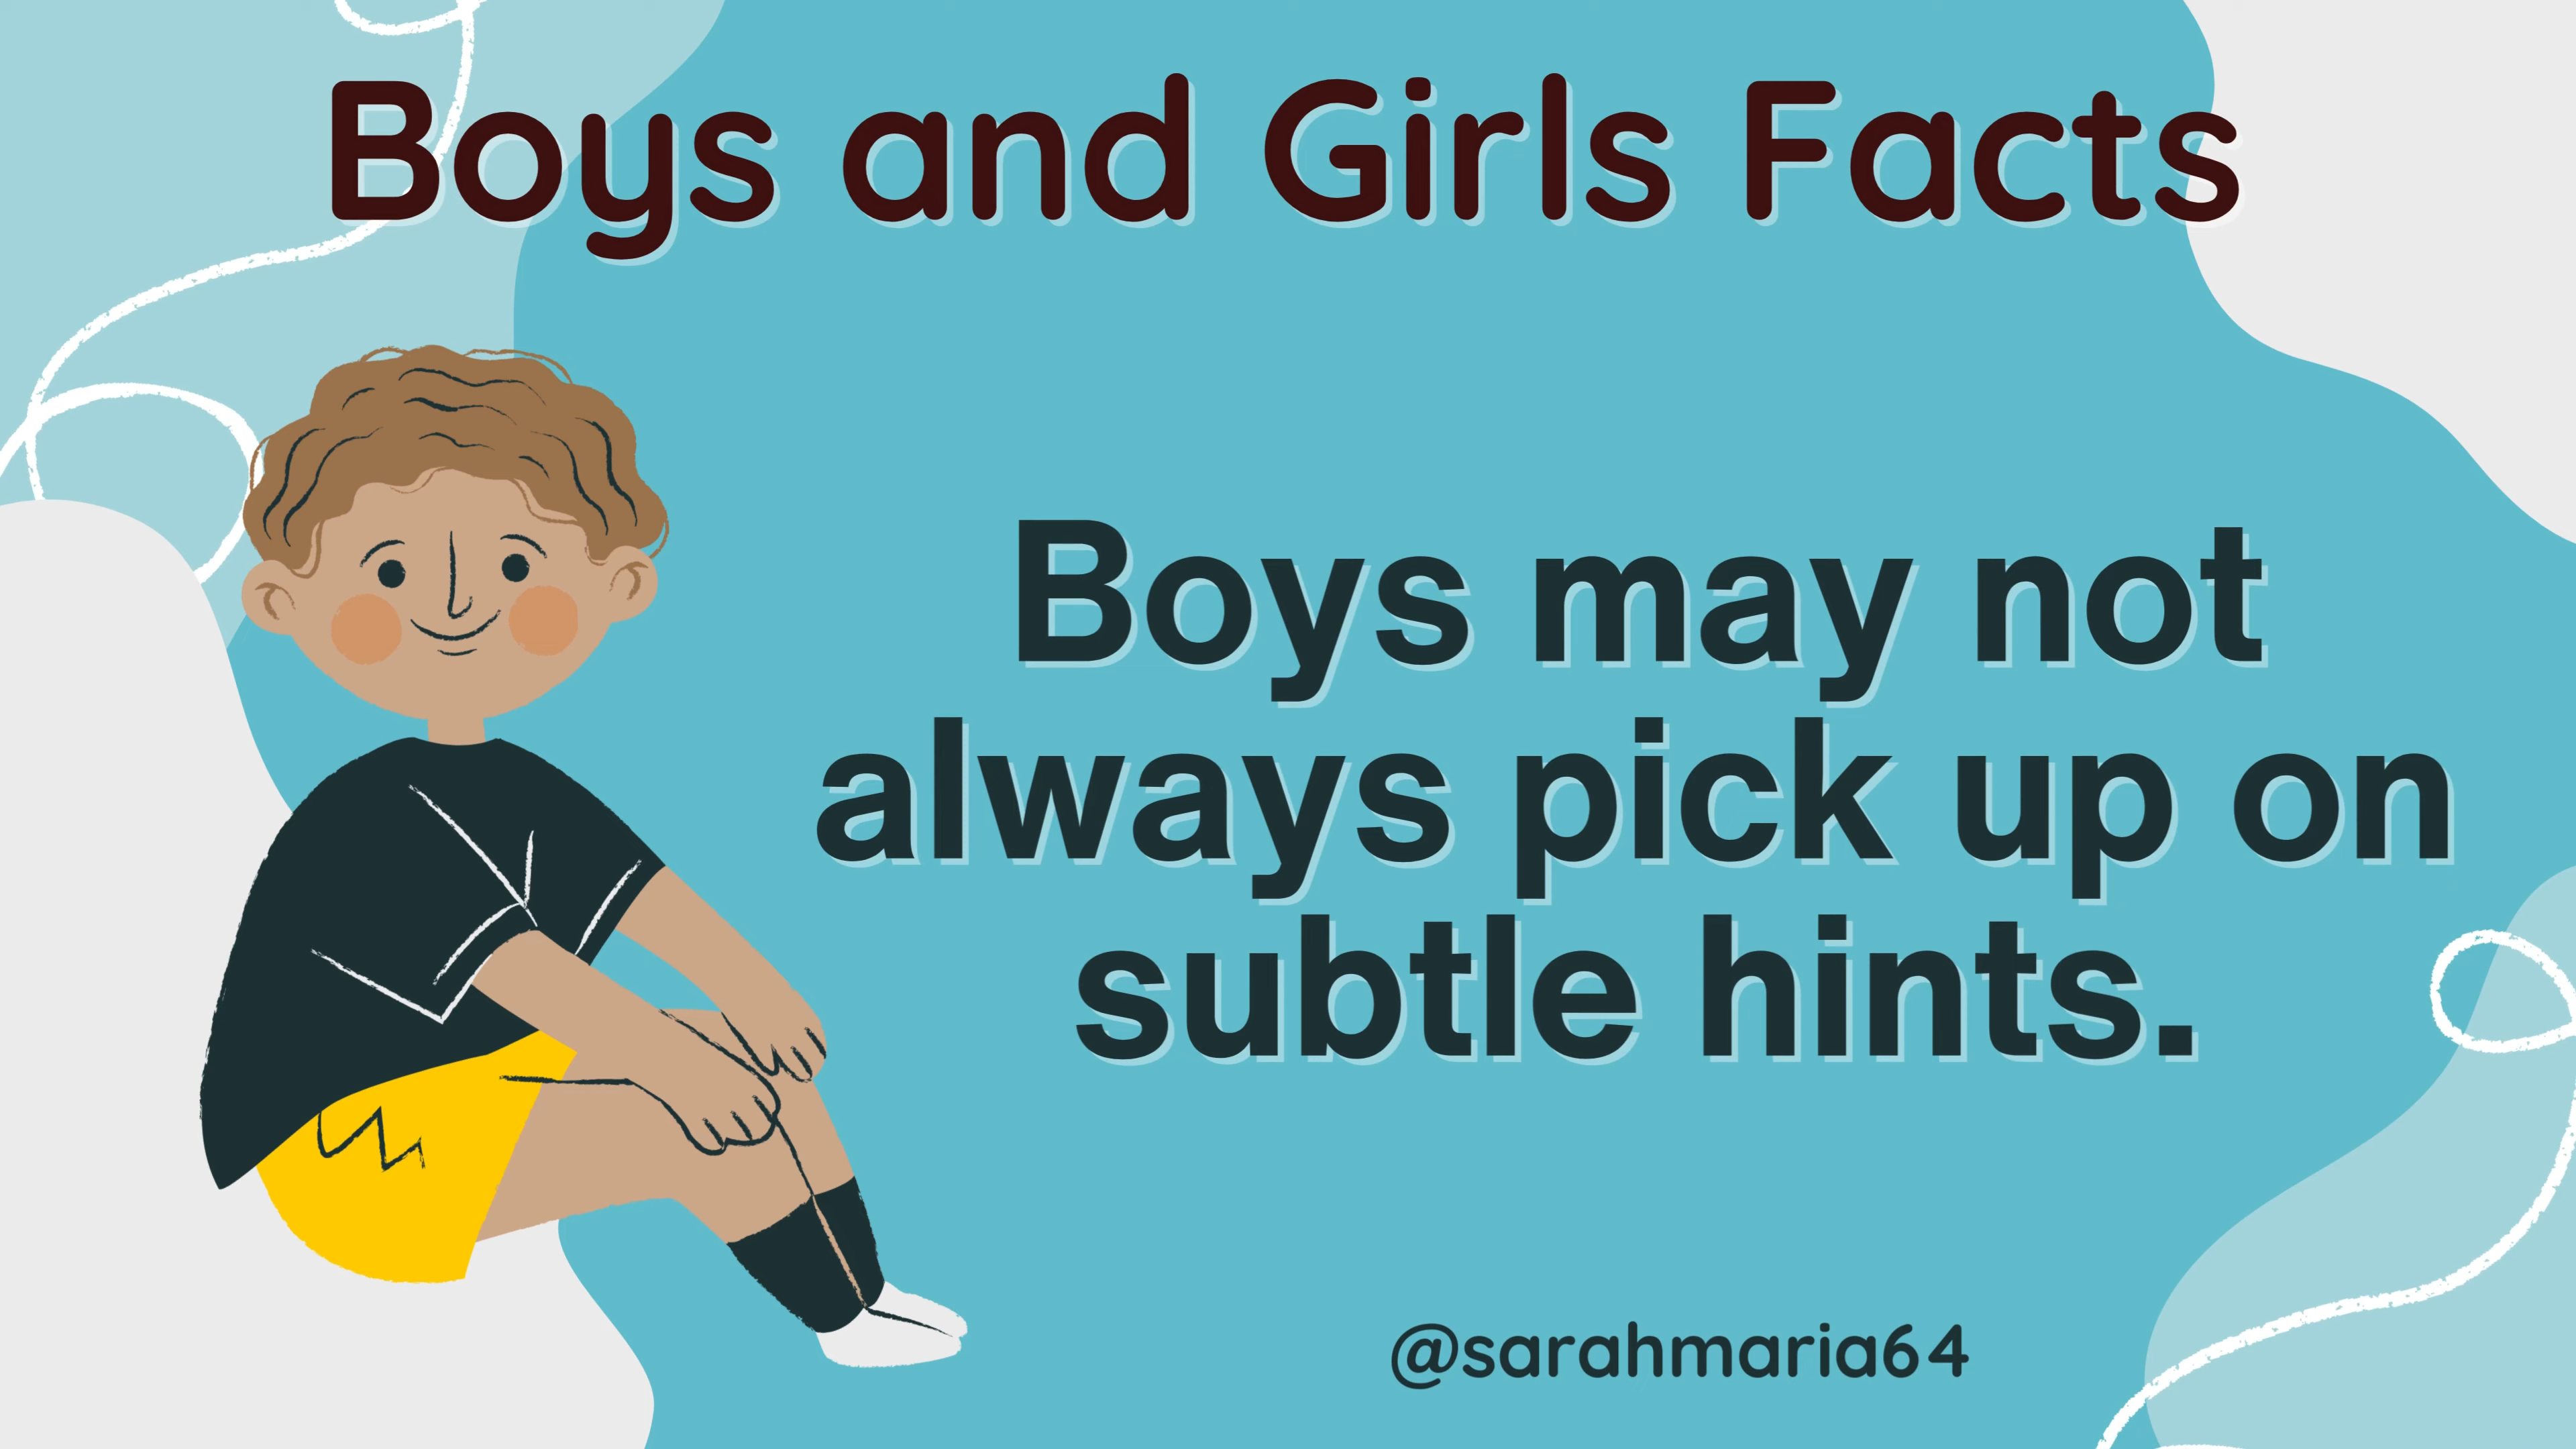 Boys and Girls Facts
Boys may not
always pick up on
subtle hints.
@sarahmaria64